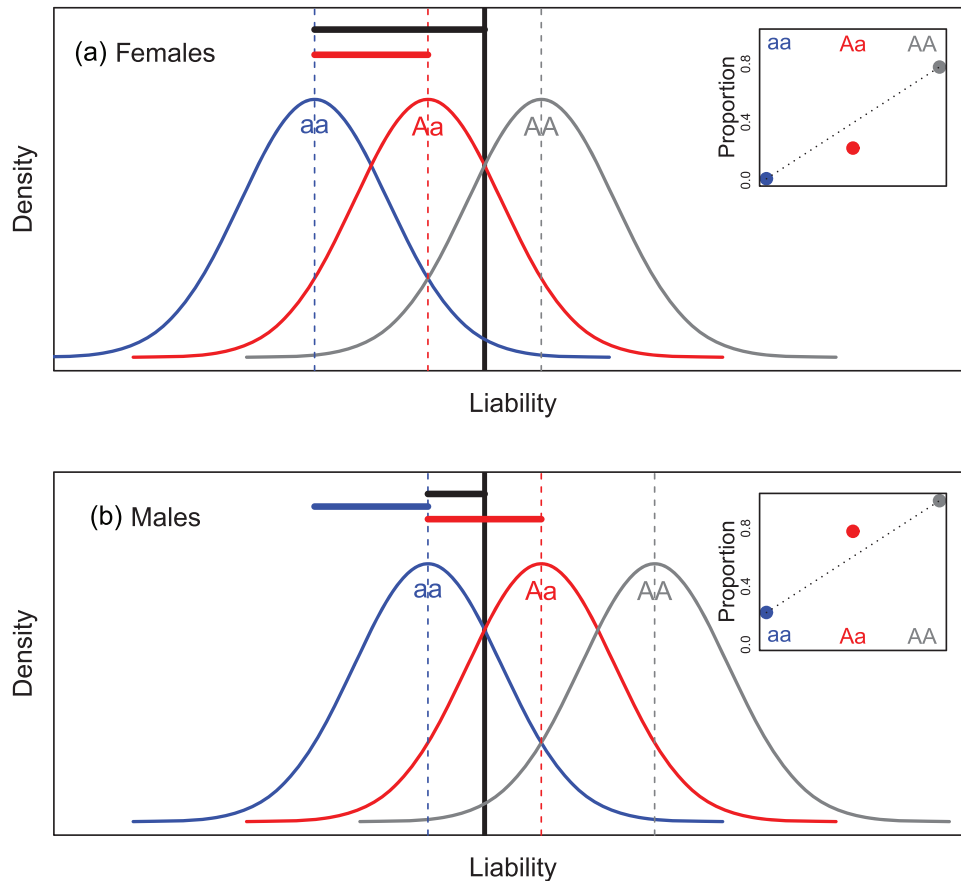 (a) Females
aa Aa AA
Density
Liability
aa Aa AA
Proportion
0.0 0.4 0.8
(b) Males
aa Aa AA
Density
Liability
Proportion
0.0 0.4 0.8
aa Aa AA